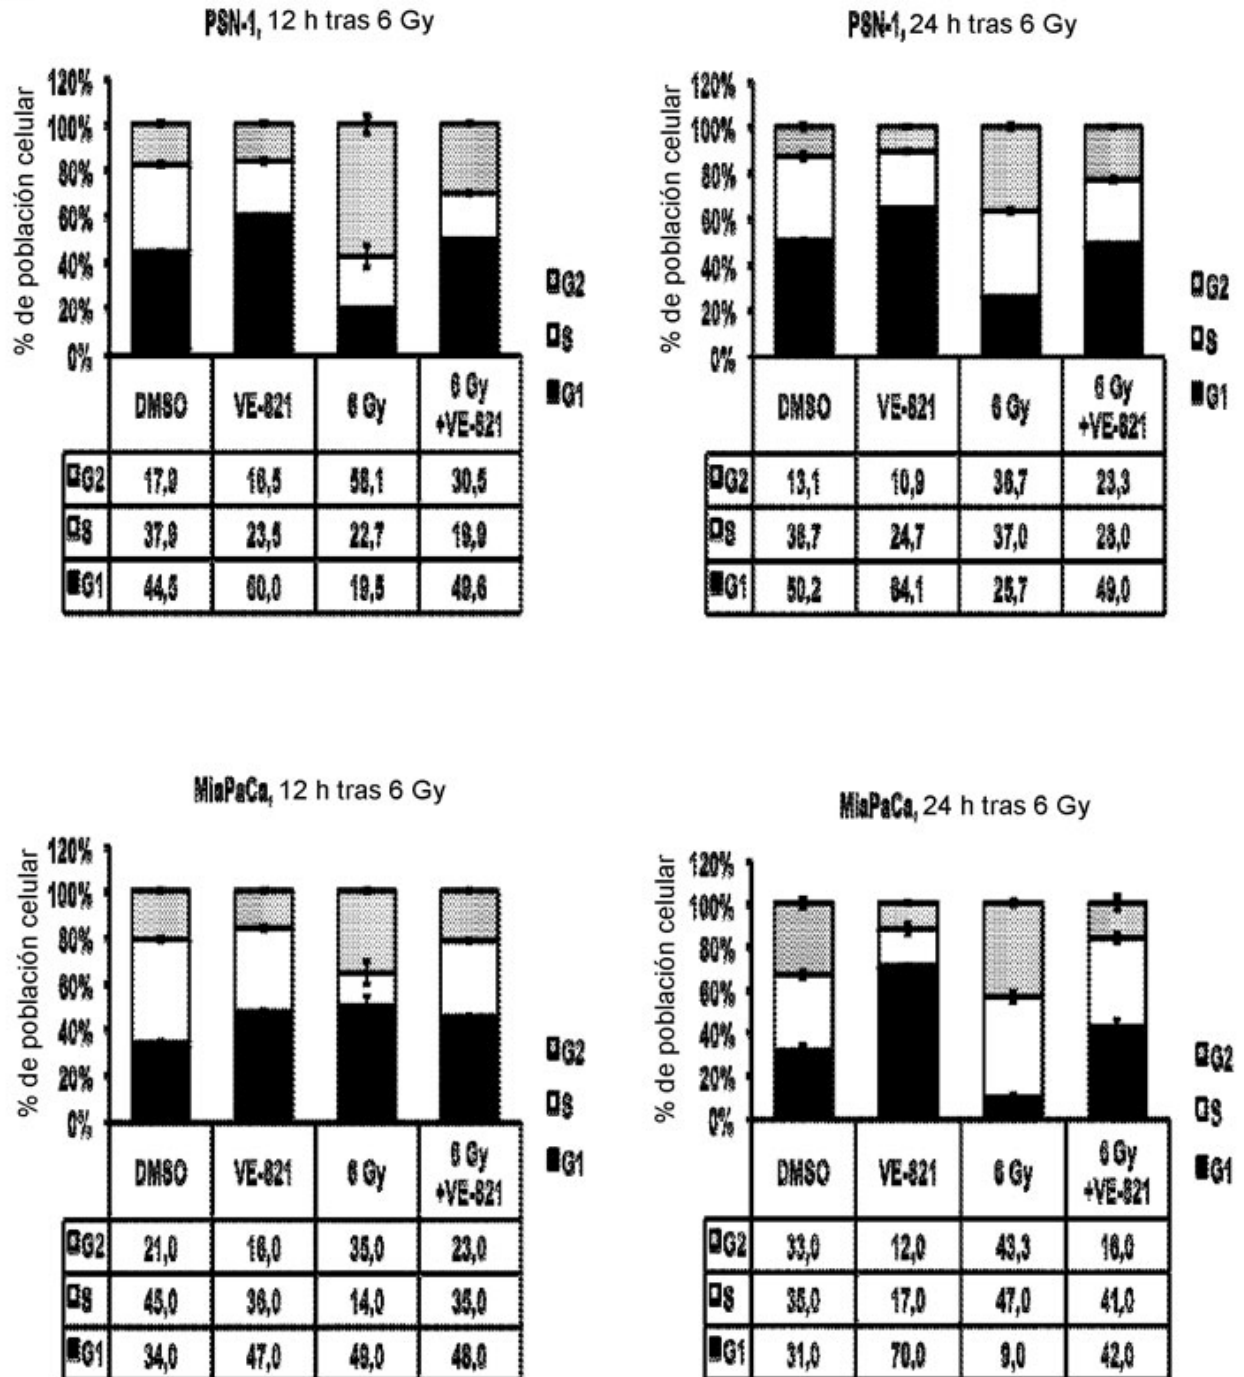 PSN-1, 12 h tras 6 Gy
% de población celular
120%
100%
80%
60%
40%
20%
0%
G2
S
G1
DMSO VE-821 6 Gy 6 Gy +VE-821
G2 17,9 16,5 58,1 30,5
S 37,9 23,5 22,7 19,9
G1 44,5 60,0 19,5 49,6
PSN-1, 24 h tras 6 Gy
% de población celular
120%
100%
80%
60%
40%
20%
0%
G2
S
G1
DMSO VE-821 6 Gy 6 Gy +VE-821
G2 13,1 10,9 36,7 23,3
S 36,7 24,7 37,0 28,0
G1 50,2 64,1 25,7 49,0
MiaPaCa, 12 h tras 6 Gy
% de población celular
120%
100%
80%
60%
40%
20%
0%
G2
S
G1
DMSO VE-821 6 Gy 6 Gy +VE-821
G2 21,0 16,0 35,0 23,0
S 45,0 36,0 14,0 35,0
G1 34,0 47,0 49,0 46,0
MiaPaCa, 24 h tras 6 Gy
% de población celular
120%
100%
80%
60%
40%
20%
0%
G2
S
G1
DMSO VE-821 6 Gy 6 Gy +VE-821
G2 33,0 12,0 43,3 16,0
S 35,0 17,0 47,0 41,0
G1 31,0 70,0 9,0 42,0